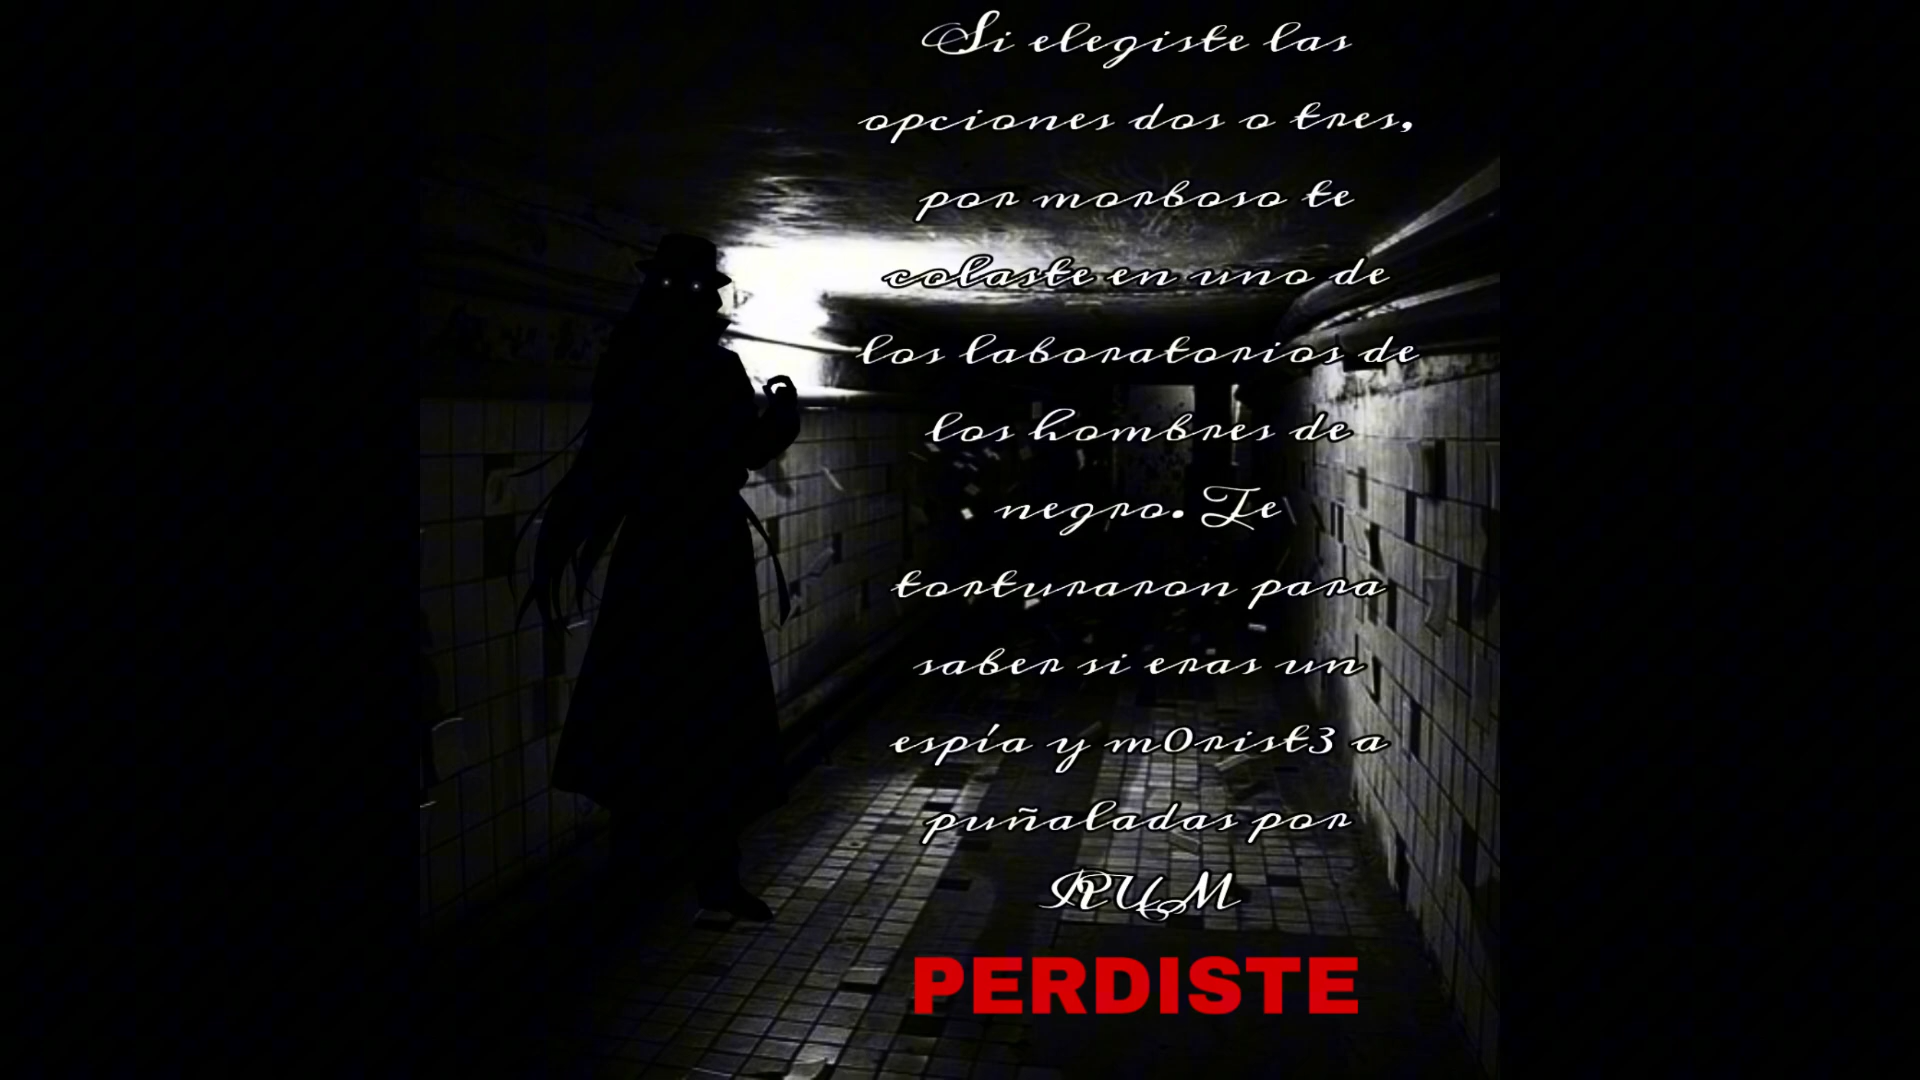 Si elegiste las
opciones dos o tres,
por morboso te
colaste en uno de
los laboratorios de
los hombres de
negro. Te
torturaron para
saber si eras un
espía y m0rist3 a
puñaladas por
RUM
PERDISTE